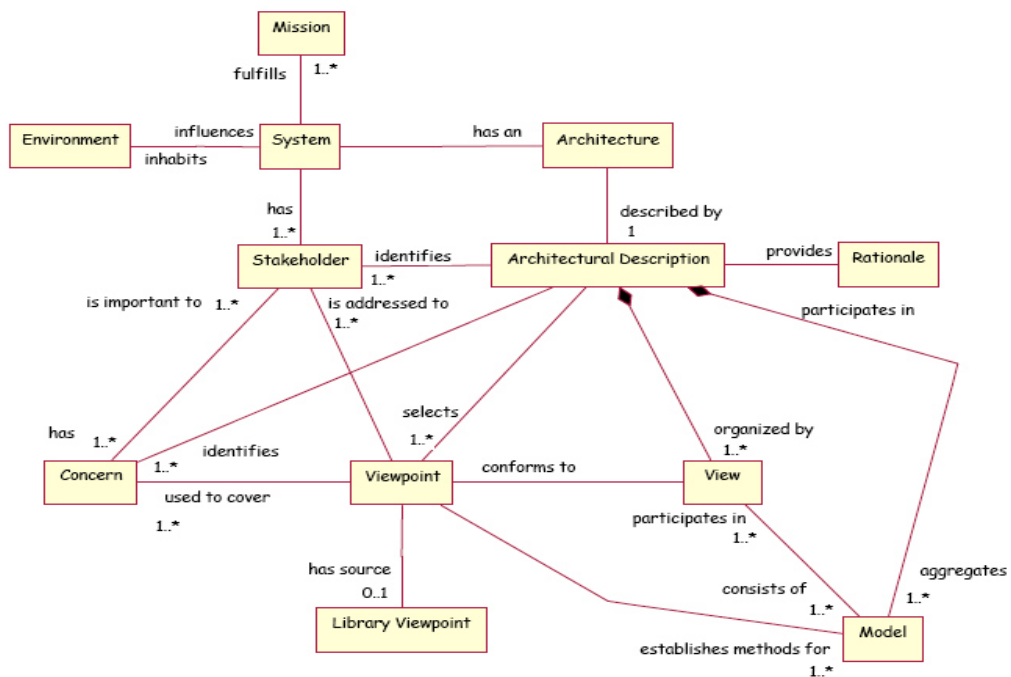 Mission
1..*
fulfills
Environment
influences
inhabits
System
has an
Architecture
has
1..*
described by
1
Stakeholder
identifies
1..*
Architectural Description
provides
Rationale
is important to
1..*
is addressed to
1..*
participates in
has
1..*
selects
1..*
organized by
1..*
Concern
1..*
identifies
used to cover
1..*
Viewpoint
conforms to
View
participates in
1..*
has source
0..1
consists of
1..*
aggregates
1..*
Library Viewpoint
Model
establishes methods for
1..*